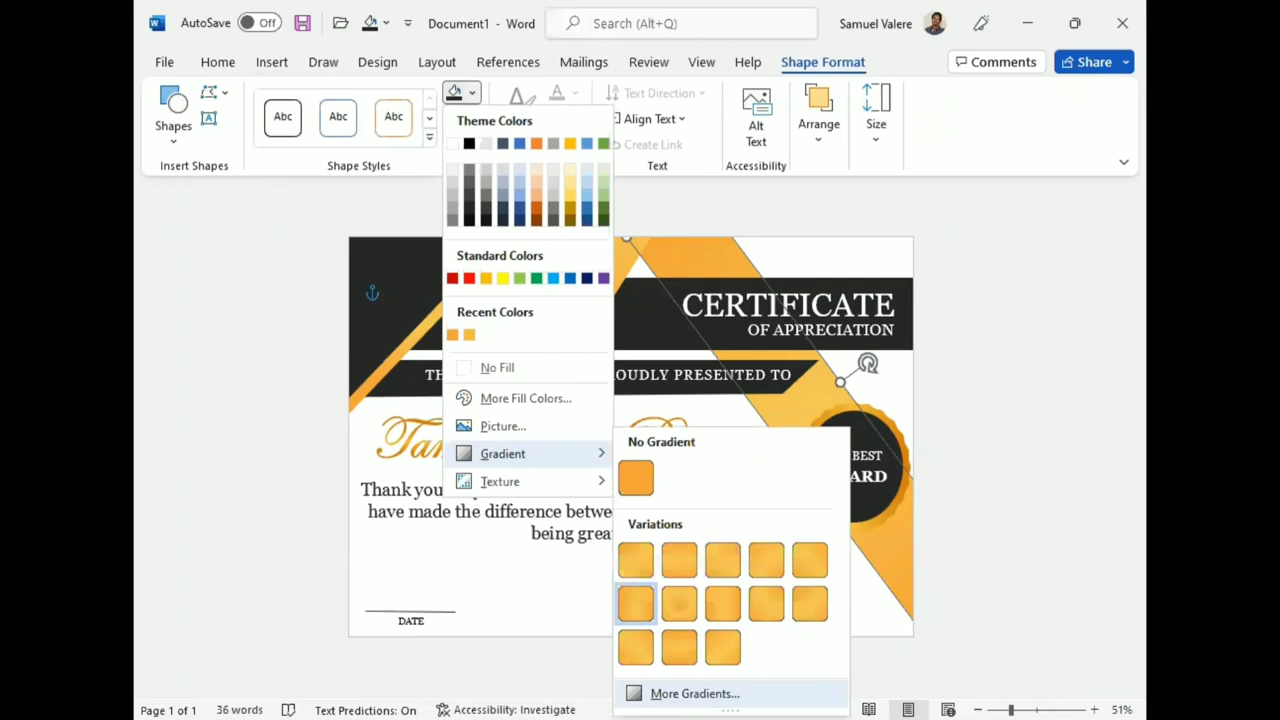 AutoSave Off Document1 - Word Search (Alt+Q) Samuel Valere
File Home Insert Draw Design Layout References Mailings Review View Help Shape Format Comments Share
Shapes
Insert Shapes
Abc Abc Abc
Shape Styles
Text Direction
Align Text
Create Link
Text
Alt
Text
Accessibility
Arrange
Size
Theme Colors
Standard Colors
Recent Colors
No Fill
More Fill Colors...
Picture...
Gradient
Texture
No Gradient
Variations
More Gradients...
CERTIFICATE
OF APPRECIATION
TH OUDLY PRESENTED TO
BEST
ARD
Thank you
have made the difference betwe
being grea
DATE
Page 1 of 1 36 words Text Predictions: On Accessibility: Investigate 51%